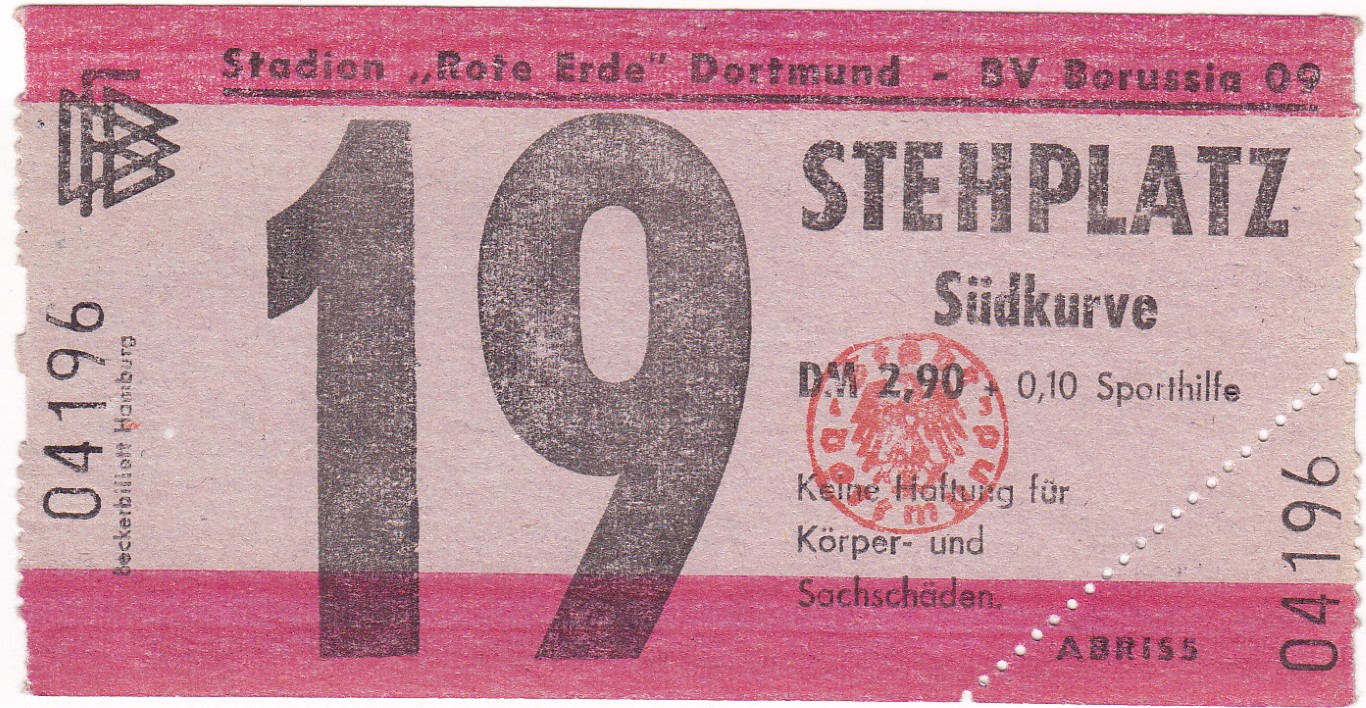 Stadion „Rote Erde" Dortmund - BV Borussia 09
19
STEHPLATZ
Südkurve
DM 2,90 + 0,10 Sporthilfe
Keine Haftung für
Körper- und
Sachschäden.
ABRISS
04196
04196
beckerbillett Hamburg